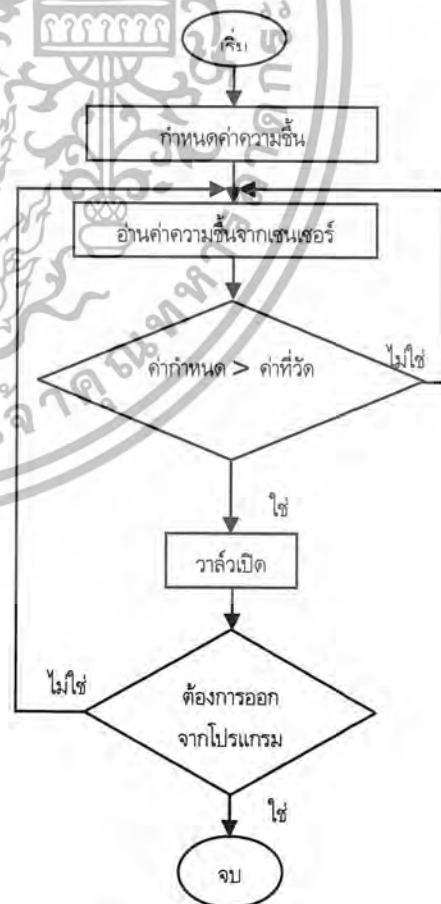 เริ่ม
กำหนดค่าความชื้น
อ่านค่าความชื้นจากเซนเซอร์
ค่ากำหนด > ค่าที่วัด
ไม่ใช่
ใช่
วาล์วเปิด
ไม่ใช่
ต้องการออก
จากโปรแกรม
ใช่
จบ